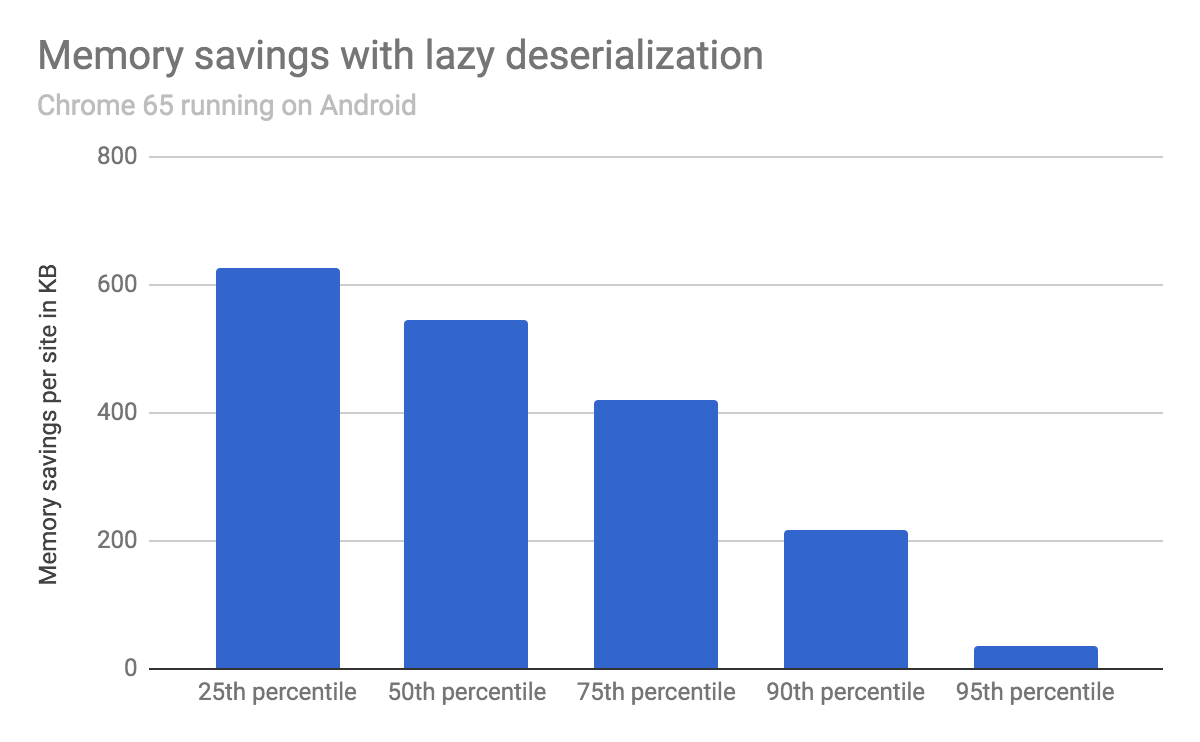 Memory savings with lazy deserialization
Chrome 65 running on Android
Memory savings per site in KB
800
600
400
200
0
25th percentile
50th percentile
75th percentile
90th percentile
95th percentile